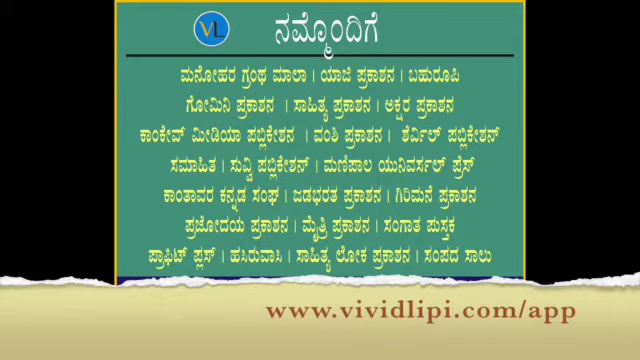 VL
ನಮ್ಮೊಂದಿಗೆ
ಮನೋಹರ ಗ್ರಂಥ ಮಾಲಾ । ಯಾಜಿ ಪ್ರಕಾಶನ । ಬಹುರೂಪಿ
ಗೋಮಿನಿ ಪ್ರಕಾಶನ । ಸಾಹಿತ್ಯ ಪ್ರಕಾಶನ । ಅಕ್ಷರ ಪ್ರಕಾಶನ
ಕಾಂಕೇವ್ ಮೀಡಿಯಾ ಪಬ್ಲಿಕೇಶನ । ವಂಶಿ ಪ್ರಕಾಶನ । ಶೆರ್ವಿಲ್ ಪಬ್ಲಿಕೇಶನ್
ಸಮಾಹಿತ । ಸುವ್ವಿ ಪಬ್ಲಿಕೇಶನ್ । ಮಣಿಪಾಲ ಯುನಿವರ್ಸಲ್ ಪ್ರೆಸ್
ಕಾಂತಾವರ ಕನ್ನಡ ಸಂಘ । ಜಡಭರತ ಪ್ರಕಾಶನ । ಗಿರಿಮನೆ ಪ್ರಕಾಶನ
ಪ್ರಜೋದಯ ಪ್ರಕಾಶನ । ಮೈತ್ರಿ ಪ್ರಕಾಶನ । ಸಂಗಾತ ಪುಸ್ತಕ
ಪ್ರಾಫಿಟ್ ಪ್ಲಸ್ । ಹಸಿರುವಾಸಿ । ಸಾಹಿತ್ಯ ಲೋಕ ಪ್ರಕಾಶನ । ಸಂಪದ ಸಾಲು
www.vividlipi.com/app